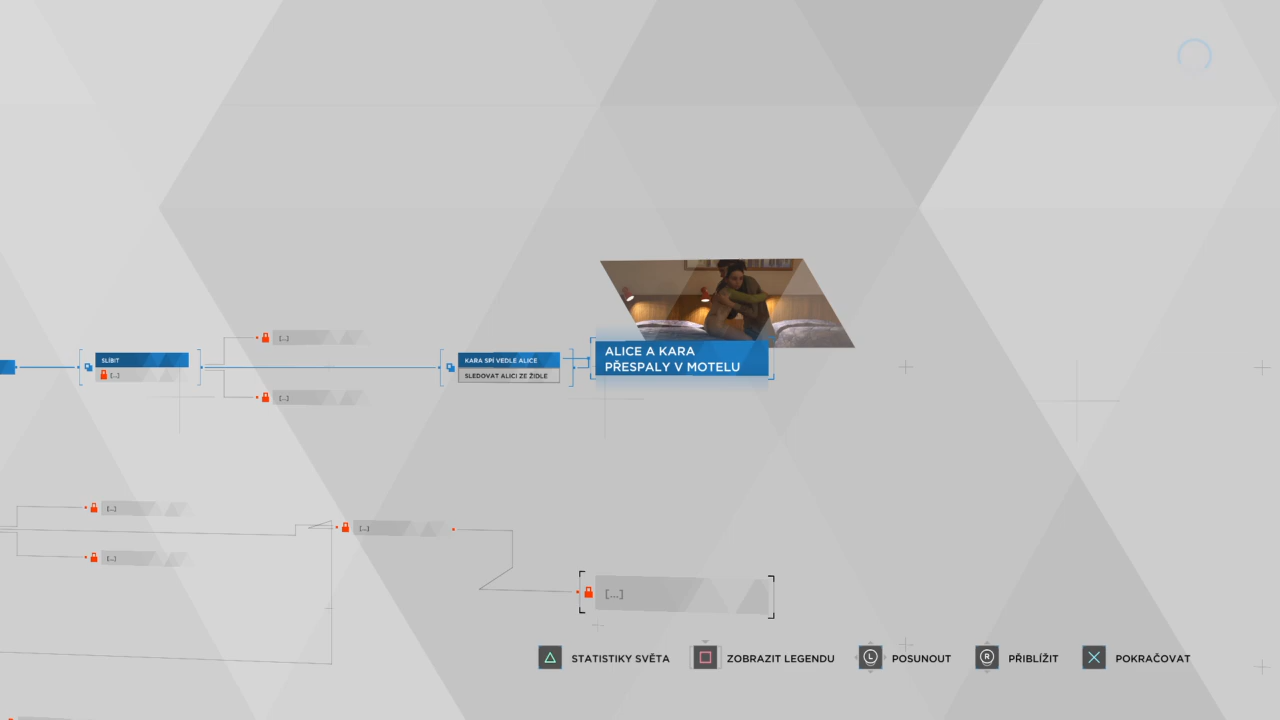 SLÍBIT
[...]
[...]
[...]
KARA SPÍ VEDLE ALICE
SLEDOVAT ALICI ZE ŽIDLE
ALICE A KARA
PŘESPALY V MOTELU
[...]
[...]
[...]
[...]
STATISTIKY SVĚTA
ZOBRAZIT LEGENDU
L POSUNOUT
R PŘIBLÍŽIT
POKRAČOVAT